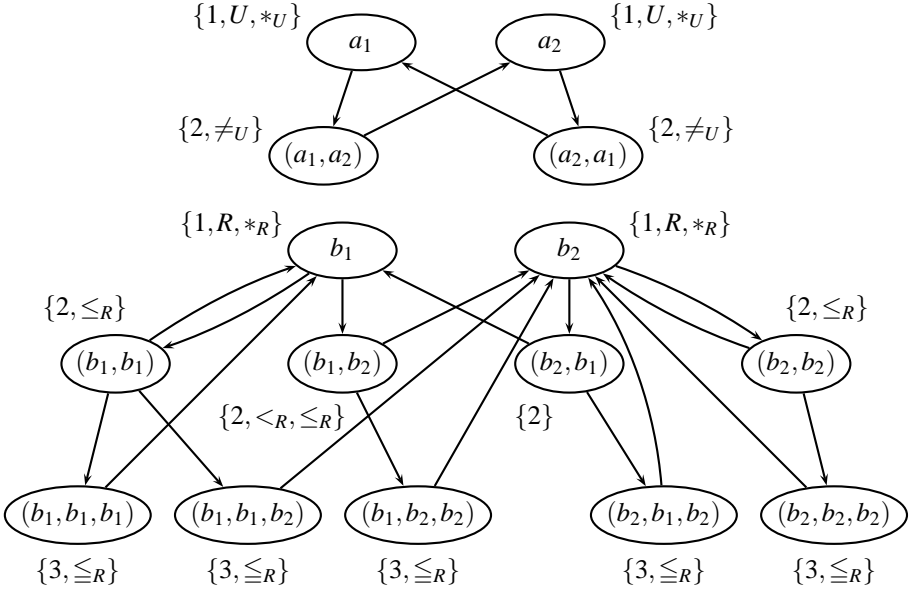 {1,U,*_U} {1,U,*_U}
a_1 a_2
{2,≠_U} {2,≠_U}
(a_1,a_2) (a_2,a_1)
{1,R,*_R} {1,R,*_R}
b_1 b_2
{2,≤_R} {2,≤_R}
(b_1,b_1) (b_1,b_2) (b_2,b_1) (b_2,b_2)
{2,<_R,≤_R} {2}
(b_1,b_1,b_1) (b_1,b_1,b_2) (b_1,b_2,b_2) (b_2,b_1,b_2) (b_2,b_2,b_2)
{3,≦_R} {3,≦_R} {3,≦_R} {3,≦_R} {3,≦_R}